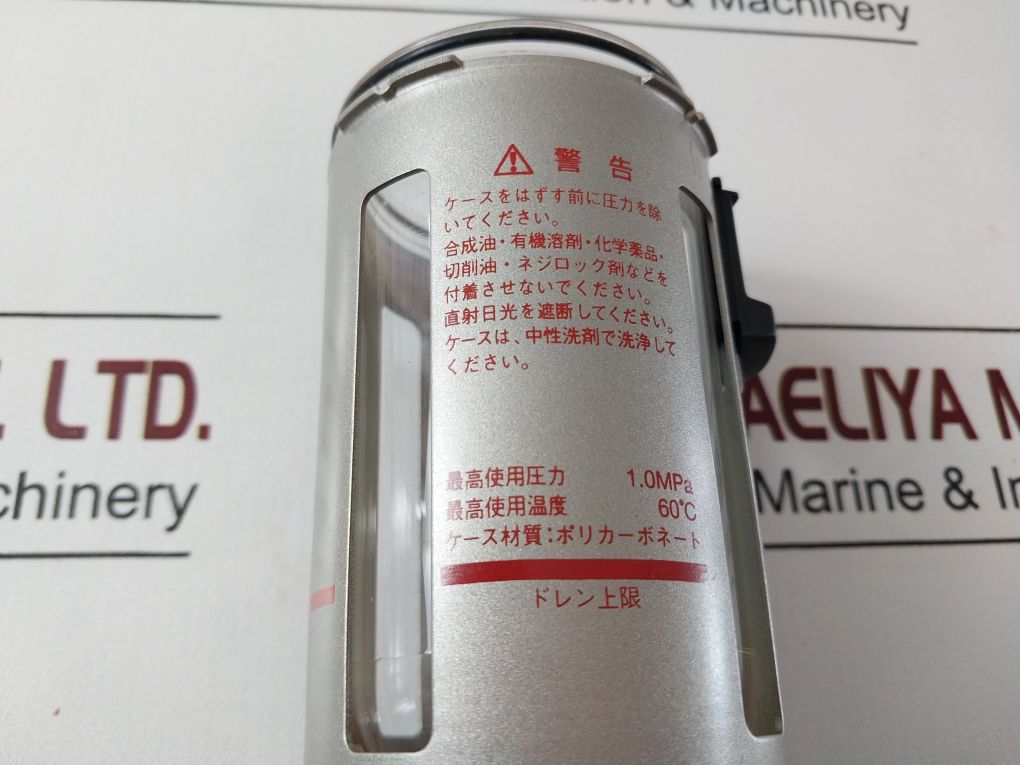 ion & Machinery
警告
ケースをはずす前に圧力を除
いてください。
合成油・有機溶剤・化学薬品・
切削油・ネジロック剤などを
付着させないでください。
直射日光を遮断してください。
ケースは、中性洗剤で洗浄して
ください。
最高使用圧力 1.0MPa
最高使用温度 60°C
ケース材質:ポリカーボネート
ドレン上限
. LTD.
chinery
AELIYA M
Marine & In